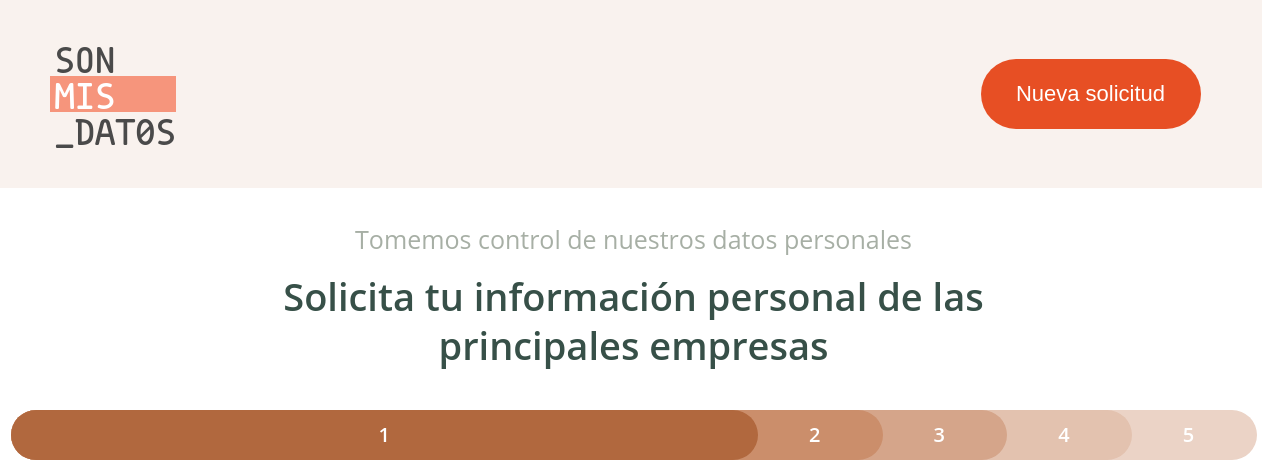 SON
MIS
_DAT0S
Nueva solicitud
Tomemos control de nuestros datos personales
Solicita tu información personal de las
principales empresas
1 2 3 4 5